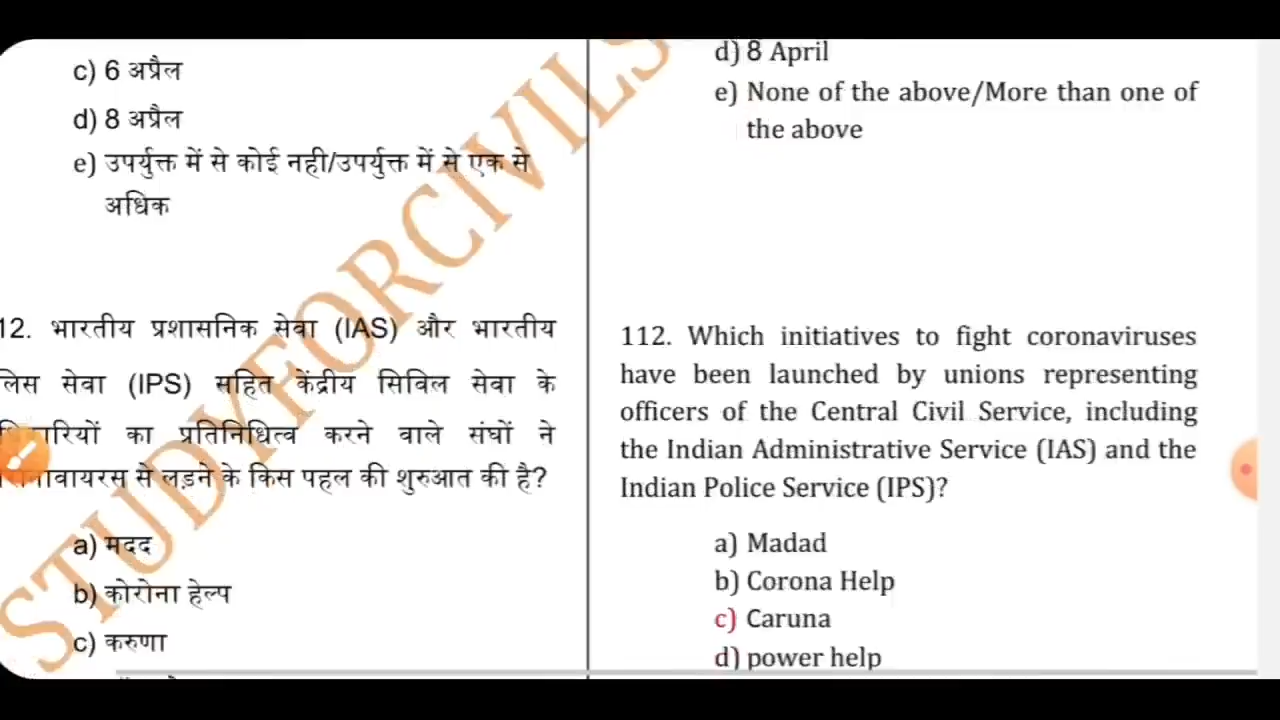 c) 6 अप्रैल
d) 8 अप्रैल
e) उपर्युक्त में से कोई नही/उपर्युक्त में से एक से
अधिक
12. भारतीय प्रशासनिक सेवा (IAS) और भारतीय
लिस सेवा (IPS) सहित केंद्रीय सिविल सेवा के
का प्रतिनिधित्व करने वाले संघों ने
से लड़ने के किस पहल की शुरुआत की है?
a) मदद
b) कोरोना हेल्प
c) करुणा
d) 8 April
e) None of the above/More than one of
the above
112. Which initiatives to fight coronaviruses
have been launched by unions representing
officers of the Central Civil Service, including
the Indian Administrative Service (IAS) and the
Indian Police Service (IPS)?
a) Madad
b) Corona Help
c) Caruna
d) power help
STUDYFORCIVILS